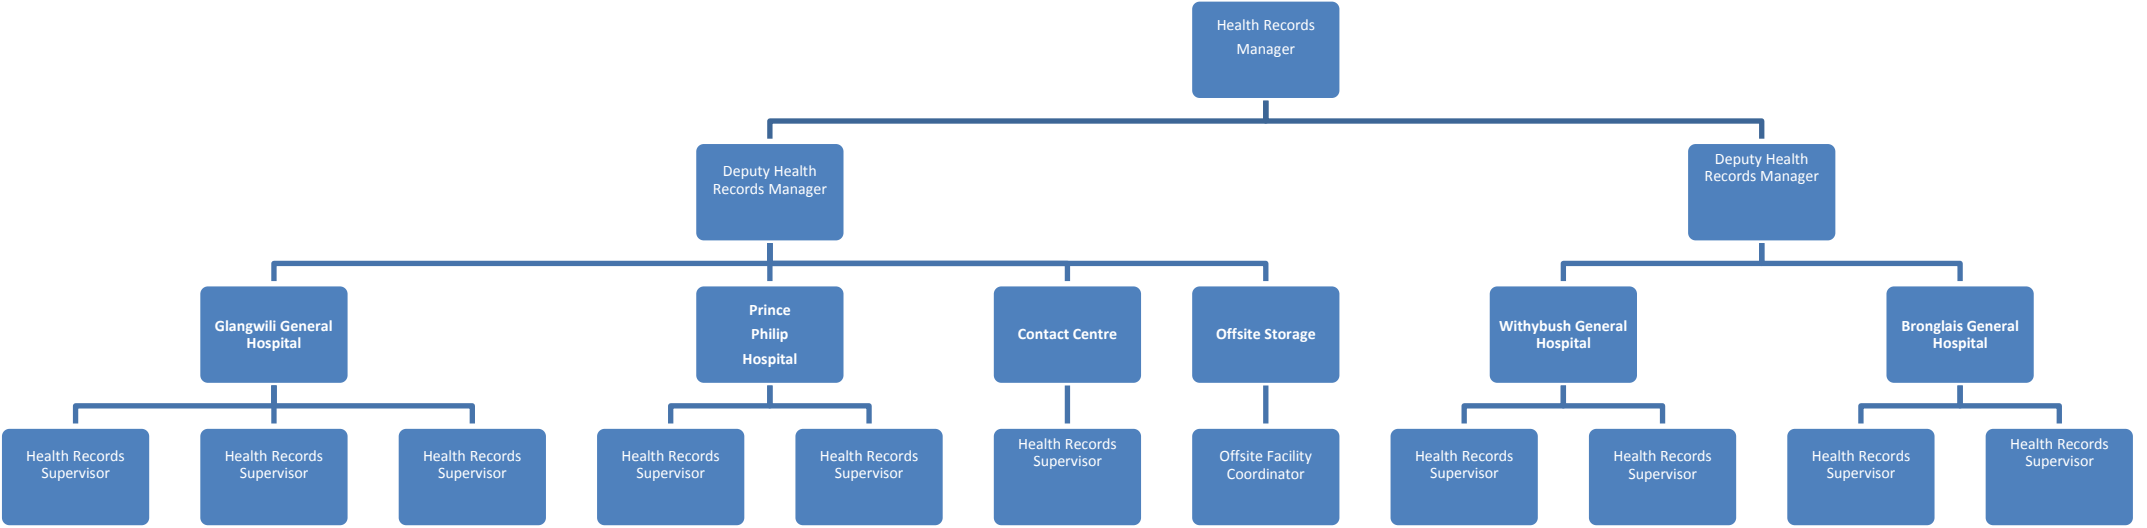 Health Records
Manager
Deputy Health
Records Manager
Deputy Health
Records Manager
Glangwili General
Hospital
Prince
Philip
Hospital
Contact Centre
Offsite Storage
Withybush General
Hospital
Bronglais General
Hospital
Health Records
Supervisor
Health Records
Supervisor
Health Records
Supervisor
Health Records
Supervisor
Health Records
Supervisor
Health Records
Supervisor
Offsite Facility
Coordinator
Health Records
Supervisor
Health Records
Supervisor
Health Records
Supervisor
Health Records
Supervisor